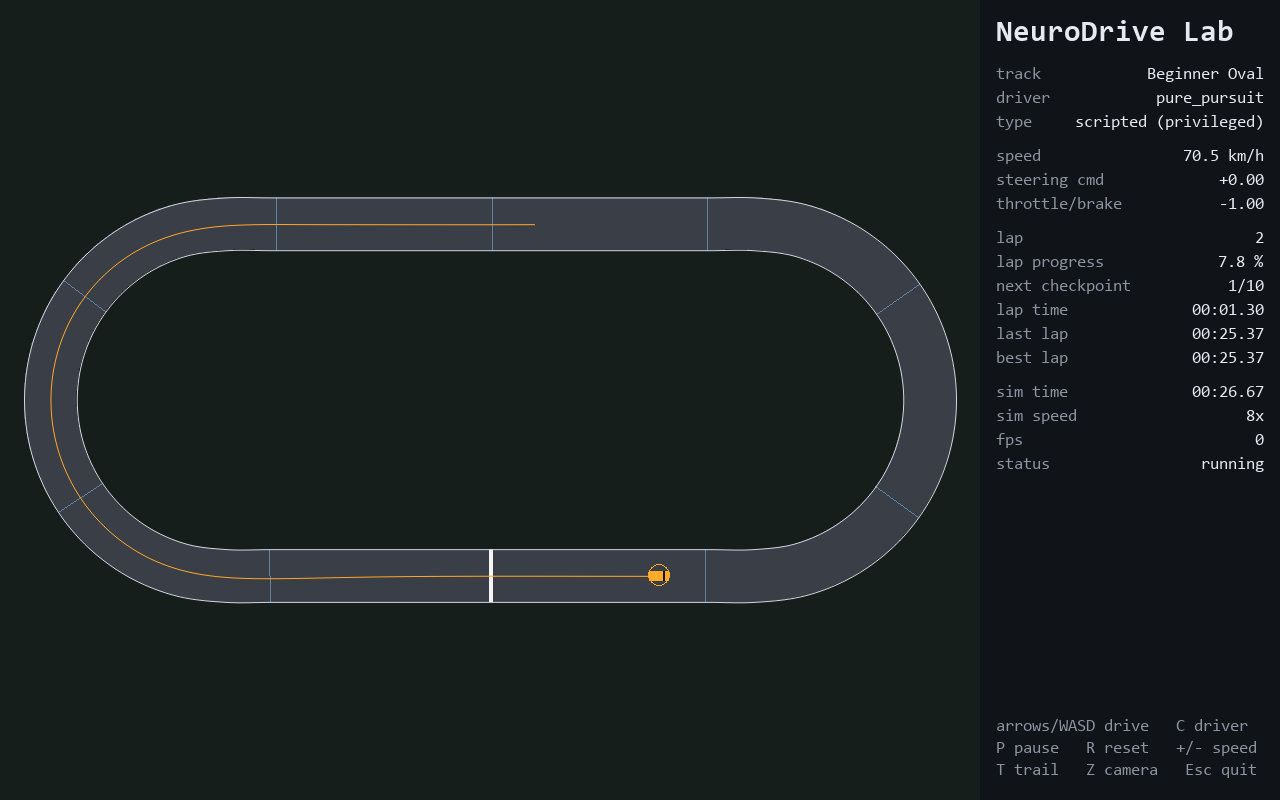 NeuroDrive Lab
track Beginner Oval
driver pure_pursuit
type scripted (privileged)
speed 70.5 km/h
steering cmd +0.00
throttle/brake -1.00
lap 2
lap progress 7.8 %
next checkpoint 1/10
lap time 00:01.30
last lap 00:25.37
best lap 00:25.37
sim time 00:26.67
sim speed 8x
fps 0
status running
arrows/WASD drive C driver
P pause R reset +/- speed
T trail Z camera Esc quit